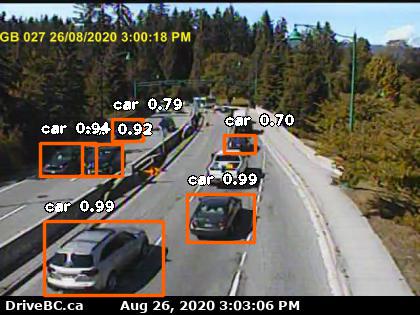 GB 027 26/08/2020 3:00:18 PM
car 0.79
car 0.70
car 0.94
0.92
car 0.99
car 0.99
DriveBC.ca Aug 26, 2020 3:03:06 PM